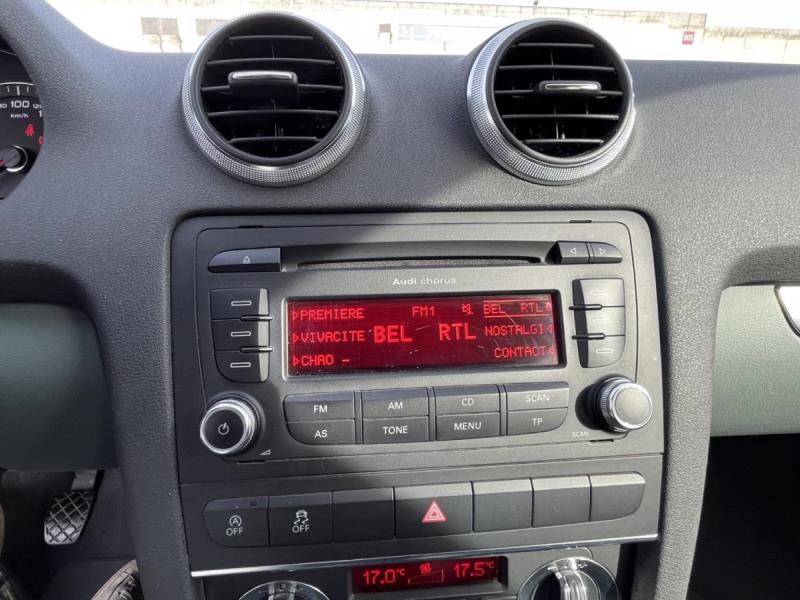 100 120
km/h
Audi chorus
PREMIERE FM1 BEL RTL
VIVACITE BEL RTL NOSTALGI
CHAO - CONTACT
FM AM CD SCAN
AS TONE MENU TP
SCAN
A
OFF OFF
17.0°C 17.5°C